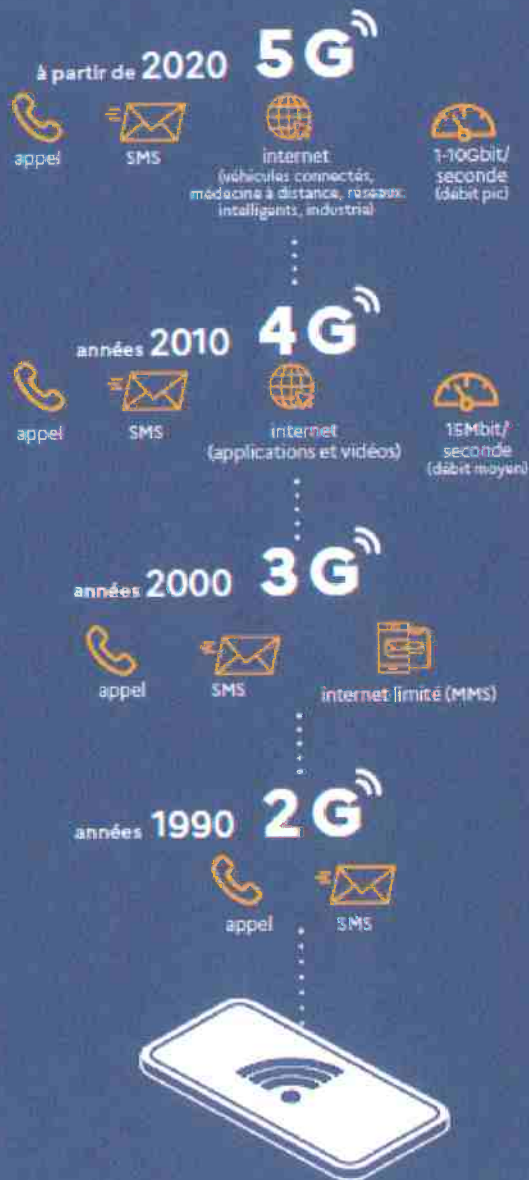 à partir de 2020 5G
appel
SMS
internet
(véhicules connectés,
médecine à distance, réseaux
intelligents, industrie)
1-10Gbit/
seconde
(débit pic)
années 2010 4G
appel
SMS
internet
(applications et vidéos)
15Mbit/
seconde
(débit moyen)
années 2000 3G
appel
SMS
internet limité (MMS)
années 1990 2G
appel
SMS